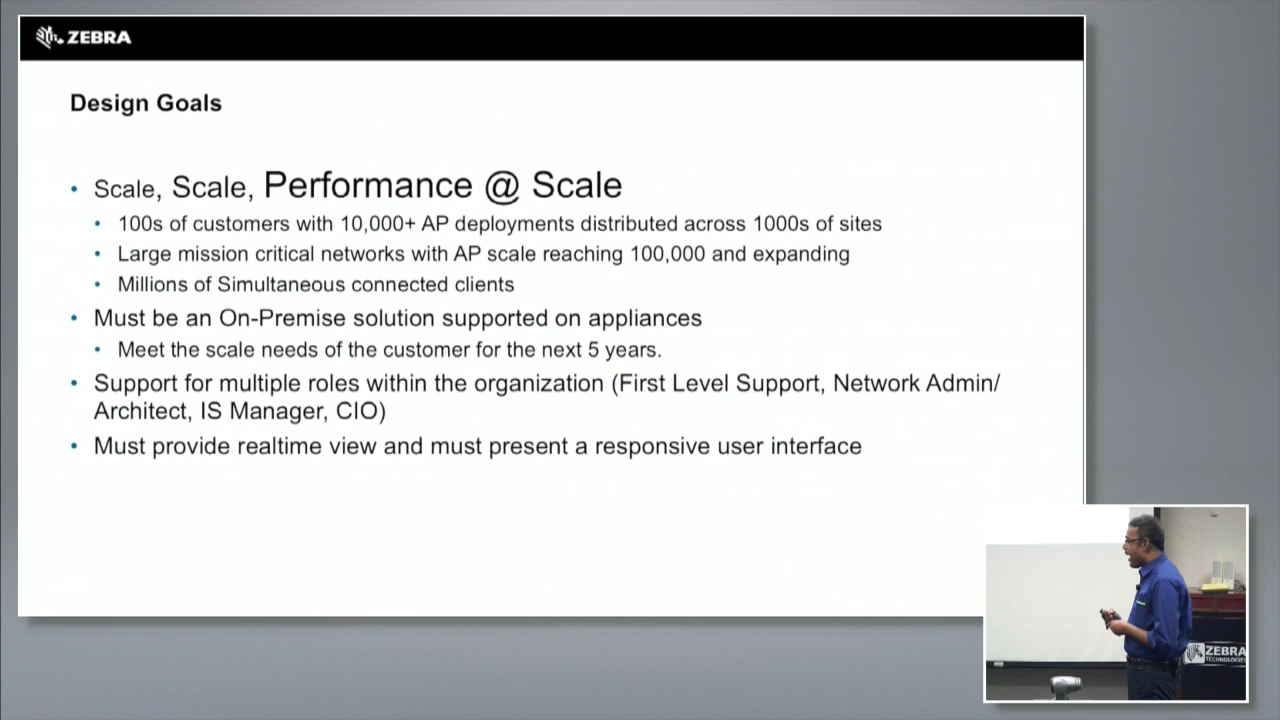 ZEBRA
Design Goals
• Scale, Scale, Performance @ Scale
• 100s of customers with 10,000+ AP deployments distributed across 1000s of sites
• Large mission critical networks with AP scale reaching 100,000 and expanding
• Millions of Simultaneous connected clients
• Must be an On-Premise solution supported on appliances
• Meet the scale needs of the customer for the next 5 years.
• Support for multiple roles within the organization (First Level Support, Network Admin/
Architect, IS Manager, CIO)
• Must provide realtime view and must present a responsive user interface
ZEBRA
TECHNOLOGIES